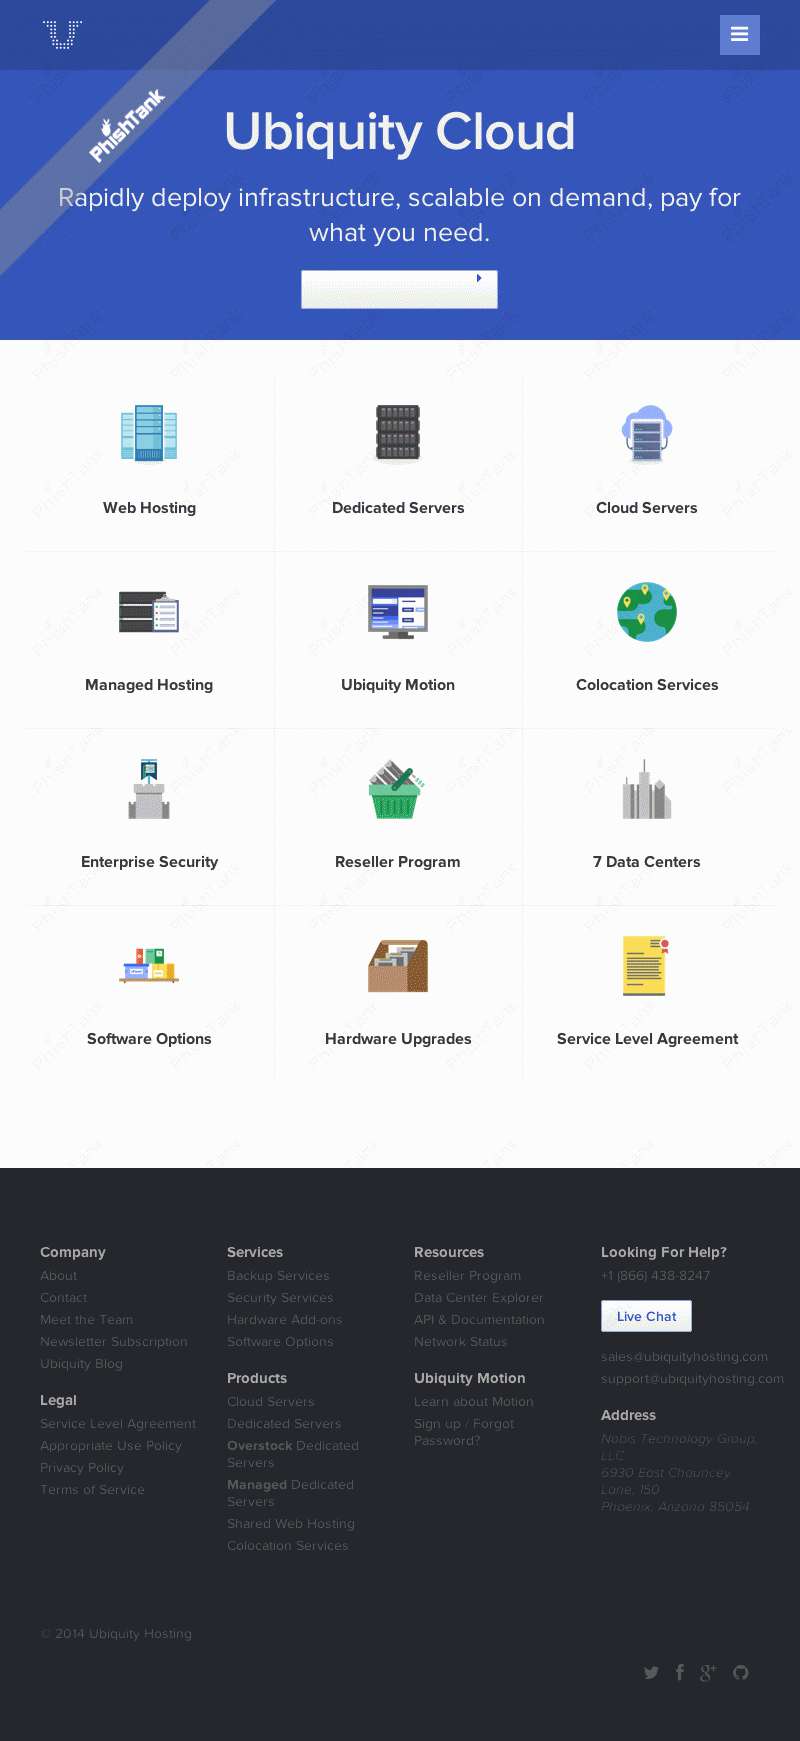 PhishTank
Ubiquity Cloud
Rapidly deploy infrastructure, scalable on demand, pay for
what you need.
Web Hosting
Dedicated Servers
Cloud Servers
Managed Hosting
Ubiquity Motion
Colocation Services
Enterprise Security
Reseller Program
7 Data Centers
Software Options
Hardware Upgrades
Service Level Agreement
Company
About
Contact
Meet the Team
Newsletter Subscription
Ubiquity Blog
Legal
Service Level Agreement
Appropriate Use Policy
Privacy Policy
Terms of Service
Services
Backup Services
Security Services
Hardware Add-ons
Software Options
Products
Cloud Servers
Dedicated Servers
Overstock Dedicated
Servers
Managed Dedicated
Servers
Shared Web Hosting
Colocation Services
Resources
Reseller Program
Data Center Explorer
API & Documentation
Network Status
Ubiquity Motion
Learn about Motion
Sign up / Forgot
Password?
Looking For Help?
+1 (866) 438-8247
Live Chat
sales@ubiquityhosting.com
support@ubiquityhosting.com
Address
Nobis Technology Group,
LLC
6930 East Chauncey
Lane, 150
Phoenix, Arizona 85054
© 2014 Ubiquity Hosting